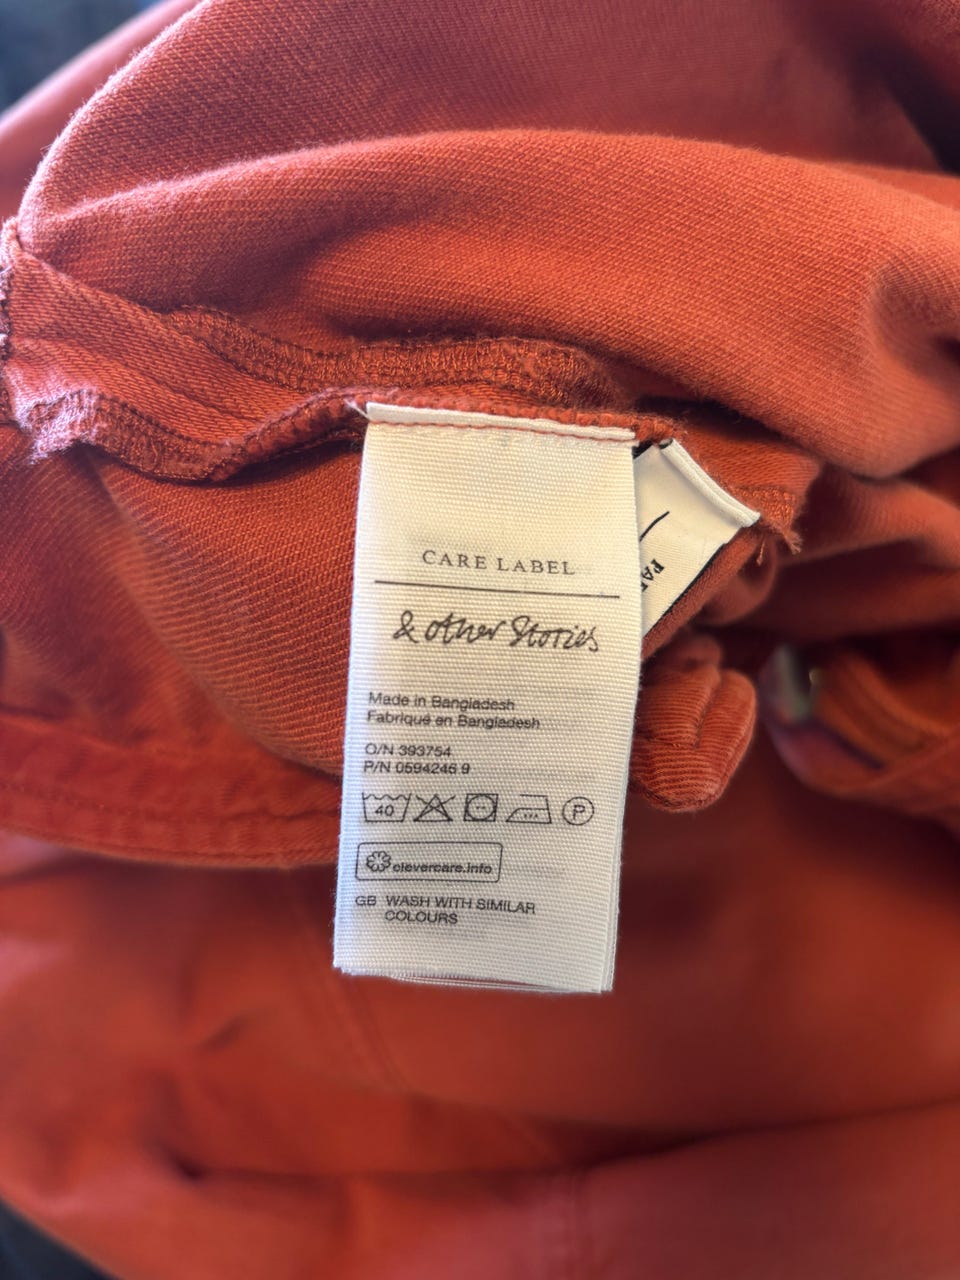 CARE LABEL
& other Stories
Made in Bangladesh
Fabriqué en Bangladesh
O/N 393754
P/N 0594246 9
40
P
clevercare.info
GB WASH WITH SIMILAR
COLOURS